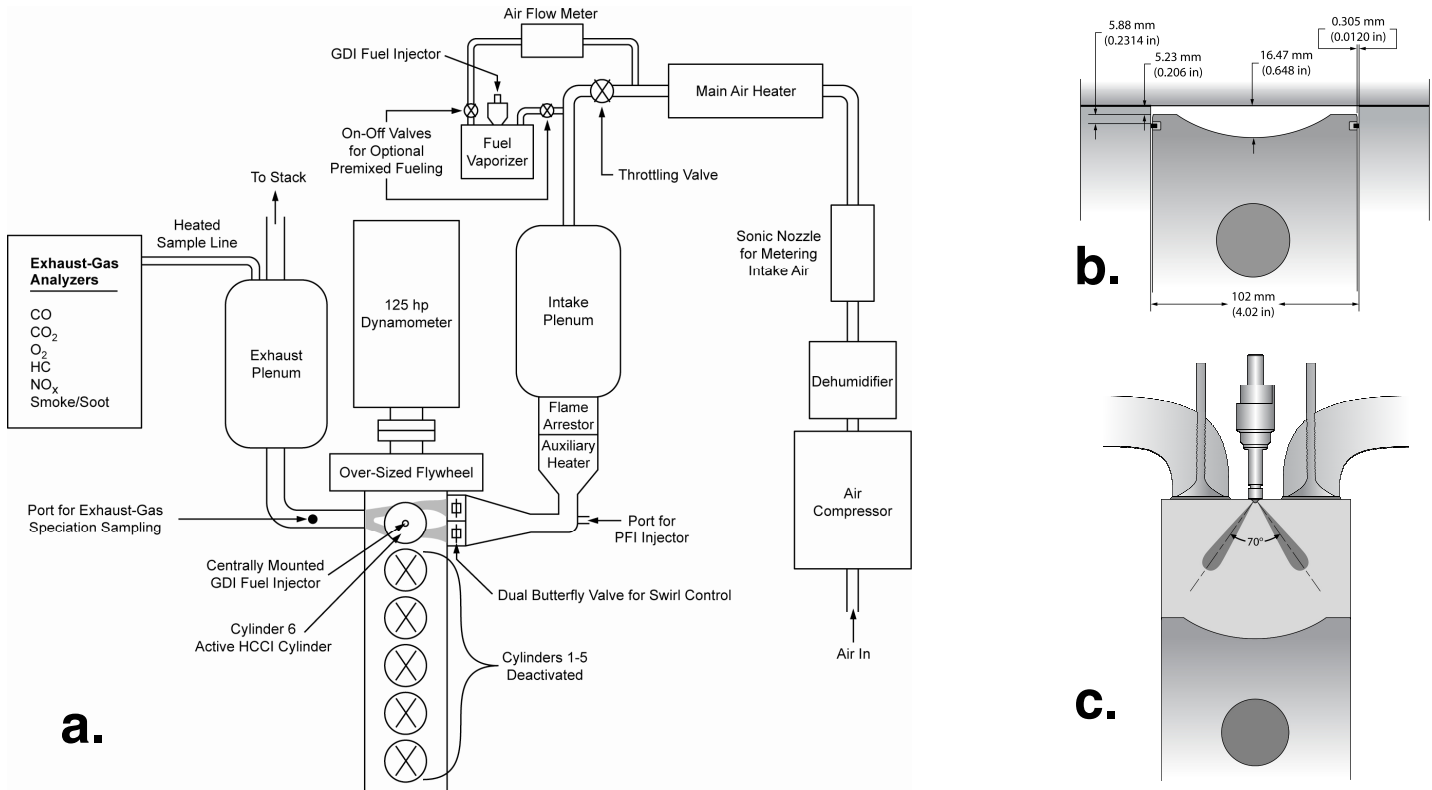 Air Flow Meter
GDI Fuel Injector
Main Air Heater
On-Off Valves
for Optional
Premixed Fueling
Fuel
Vaporizer
Throttling Valve
To Stack
Heated
Sample Line
Exhaust-Gas
Analyzers
CO
CO2
O2
HC
NOX
Smoke/Soot
Exhaust
Plenum
125 hp
Dynamometer
Intake
Plenum
Sonic Nozzle
for Metering
Intake Air
Dehumidifier
Flame
Arrestor
Auxiliary
Heater
Over-Sized Flywheel
Air
Compressor
Port for Exhaust-Gas
Speciation Sampling
Port for
PFI Injector
Centrally Mounted
GDI Fuel Injector
Dual Butterfly Valve for Swirl Control
Cylinder 6
Active HCCI Cylinder
Cylinders 1-5
Deactivated
Air In
a.
5.88 mm
(0.2314 in)
5.23 mm
(0.206 in)
16.47 mm
(0.648 in)
0.305 mm
(0.0120 in)
b.
102 mm
(4.02 in)
70°
c.